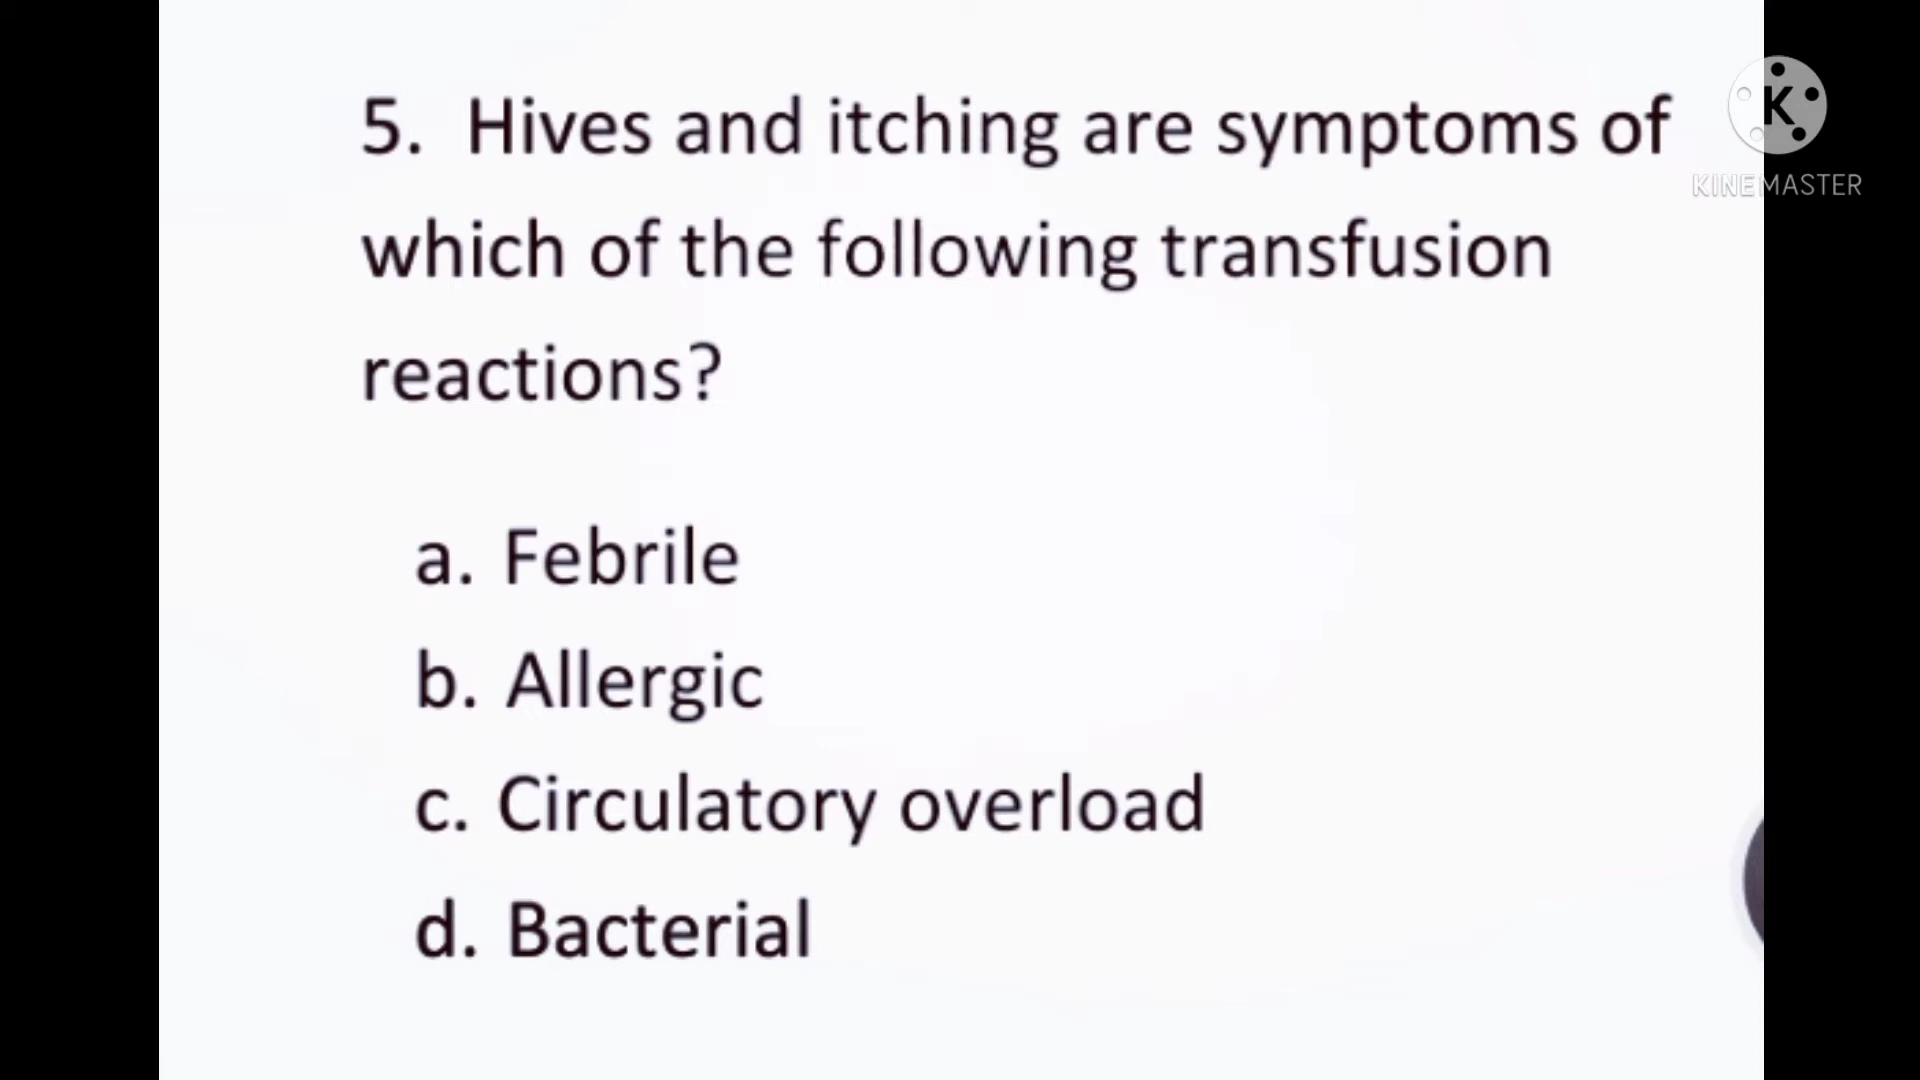 5. Hives and itching are symptoms of
which of the following transfusion
reactions?
a. Febrile
b. Allergic
c. Circulatory overload
d. Bacterial
K
KINEMASTER